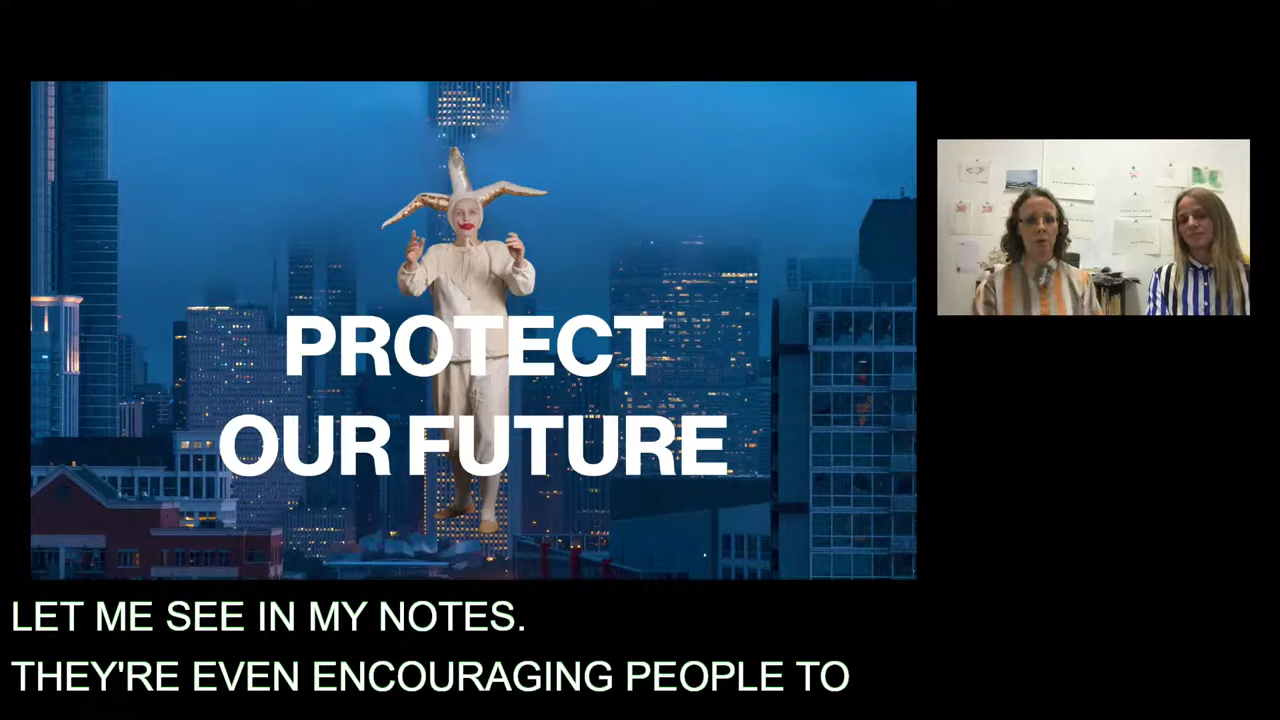 PROTECT
OUR FUTURE
LET ME SEE IN MY NOTES.
THEY'RE EVEN ENCOURAGING PEOPLE TO